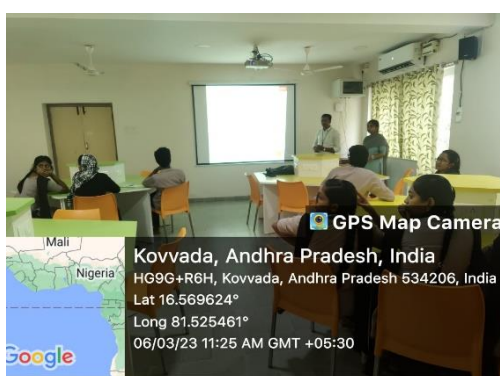 GPS Map Camera
Mali
Nigeria
Google
Kovvada, Andhra Pradesh, India
HG9G+R6H, Kovvada, Andhra Pradesh 534206, India
Lat 16.569624°
Long 81.525461°
06/03/23 11:25 AM GMT +05:30